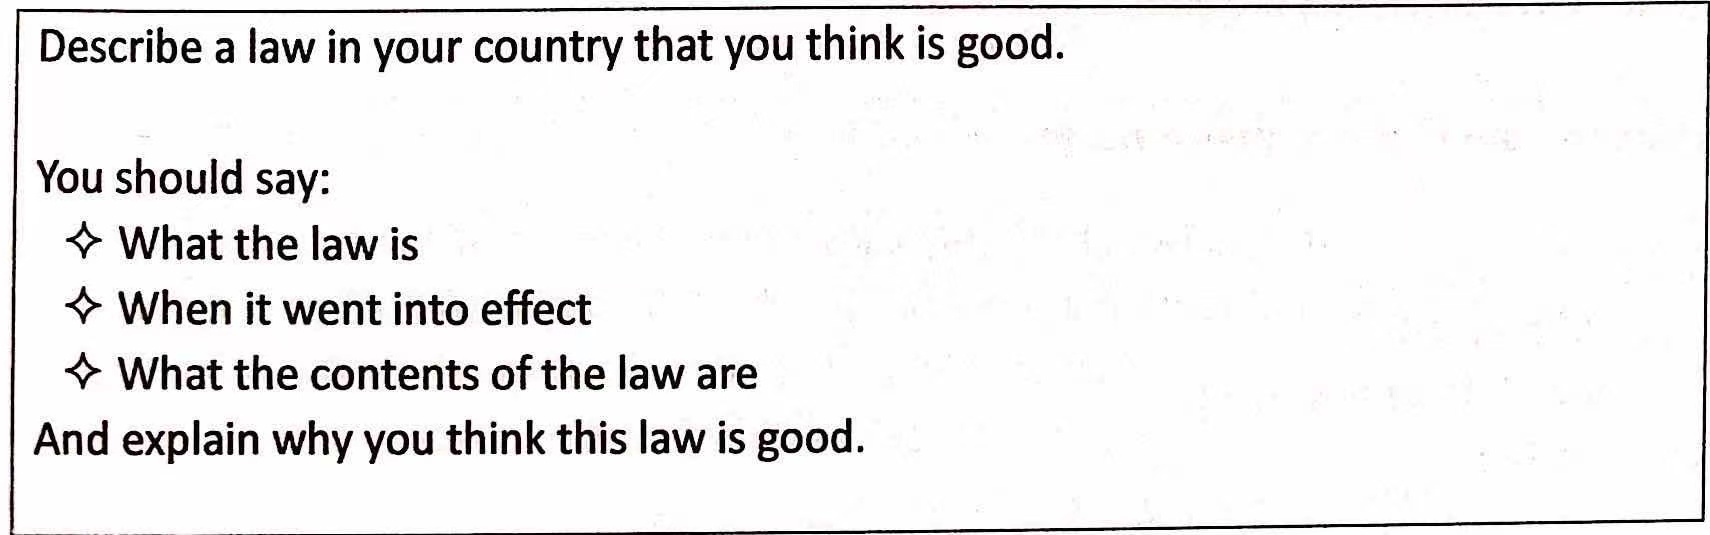 Describe a law in your country that you think is good.
You should say:
✧ What the law is
✧ When it went into effect
✧ What the contents of the law are
And explain why you think this law is good.